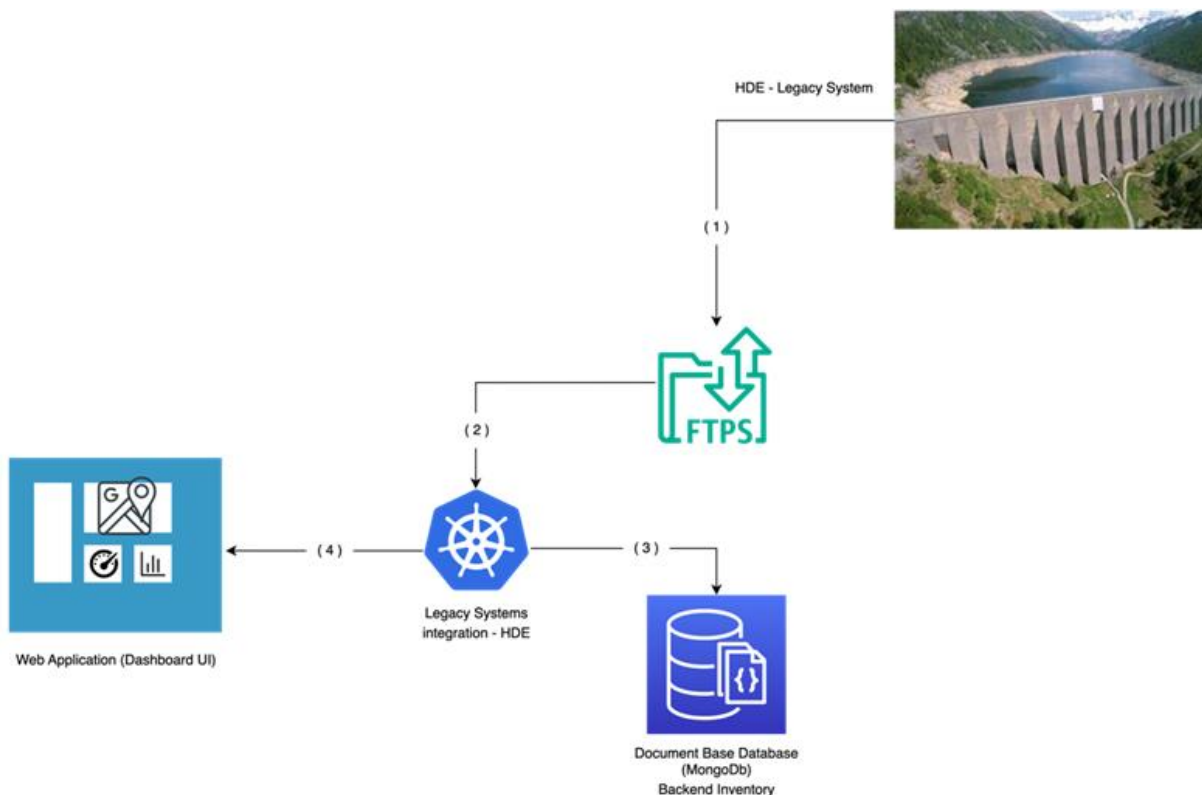 HDE - Legacy System
( 1 )
FTPS
( 2 )
G
( 4 )
( 3 )
Legacy Systems
integration - HDE
Web Application (Dashboard UI)
{ }
Document Base Database
(MongoDb)
Backend Inventory